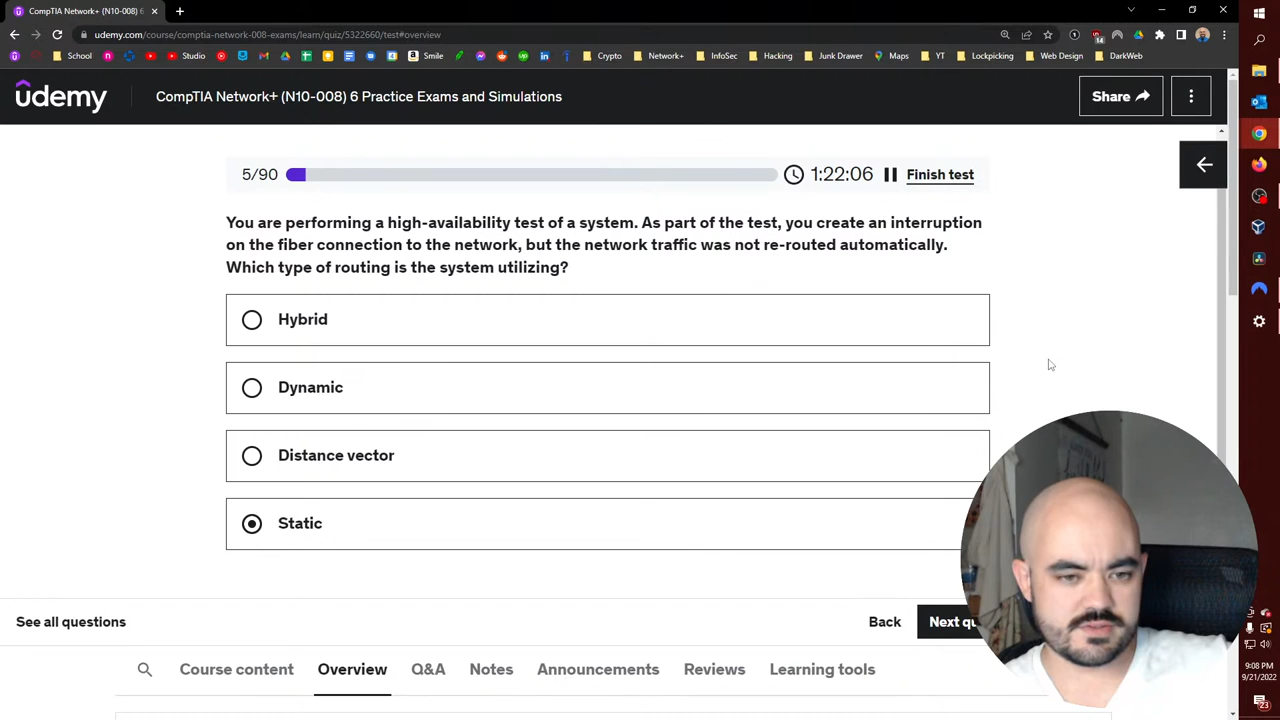 CompTIA Network+ (N10-008) 6
udemy.com/course/comptia-network-008-exams/learn/quiz/5322660/test#overview
14
School
YT
Studio
Smile
up
Crypto
Network+
InfoSec
Hacking
Junk Drawer
Maps
YT
Lockpicking
Web Design
DarkWeb
udemy
CompTIA Network+ (N10-008) 6 Practice Exams and Simulations
Share
5/90
1:22:06
Finish test
You are performing a high-availability test of a system. As part of the test, you create an interruption
on the fiber connection to the network, but the network traffic was not re-routed automatically.
Which type of routing is the system utilizing?
Hybrid
Dynamic
Distance vector
Static
See all questions
Back
Next qu
Course content
Overview
Q&A
Notes
Announcements
Reviews
Learning tools
9:08 PM
9/21/2022
23